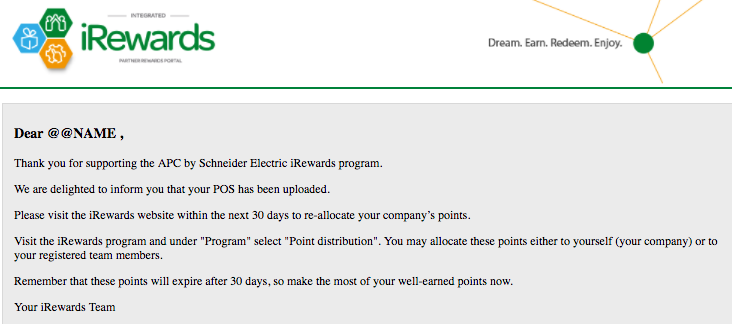 INTEGRATED
iRewards
PARTNER REWARDS PORTAL
Dream. Earn. Redeem. Enjoy.
Dear @@NAME ,
Thank you for supporting the APC by Schneider Electric iRewards program.
We are delighted to inform you that your POS has been uploaded.
Please visit the iRewards website within the next 30 days to re-allocate your company’s points.
Visit the iRewards program and under "Program" select "Point distribution". You may allocate these points either to yourself (your company) or to
your registered team members.
Remember that these points will expire after 30 days, so make the most of your well-earned points now.
Your iRewards Team